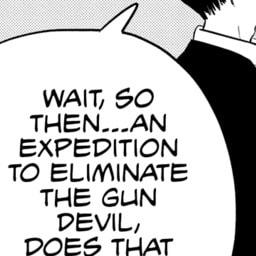 WAIT, SO
THEN...AN
EXPEDITION
TO ELIMINATE
THE GUN
DEVIL,
DOES THAT